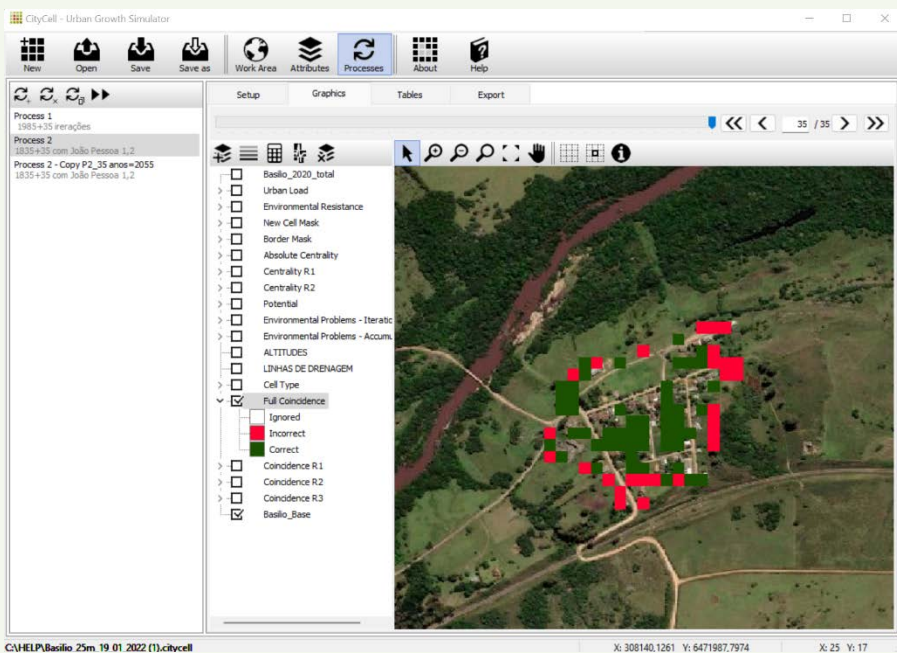 CityCell - Urban Growth Simulator
New Open Save Save as Work Area Attributes Processes About Help
Setup Graphics Tables Export
Process 1
1985+35 irerações
Process 2
1835+35 com João Pessoa 1,2
Process 2 - Copy P2_35 anos=2055
1835+35 com João Pessoa 1,2
35 / 35
Basilio_2020_total
Urban Load
Environmental Resistance
New Cell Mask
Border Mask
Absolute Centrality
Centrality R1
Centrality R2
Potential
Environmental Problems - Iteratic
Environmental Problems - Accumu
ALTITUDES
LINHAS DE DRENAGEM
Cell Type
Full Coincidence
Ignored
Incorrect
Correct
Coincidence R1
Coincidence R2
Coincidence R3
Basilio_Base
C:\HELP\Basilio_25m_19_01_2022 (1).citycell X: 308140,1261 Y: 6471987,7974 X: 25 Y: 17